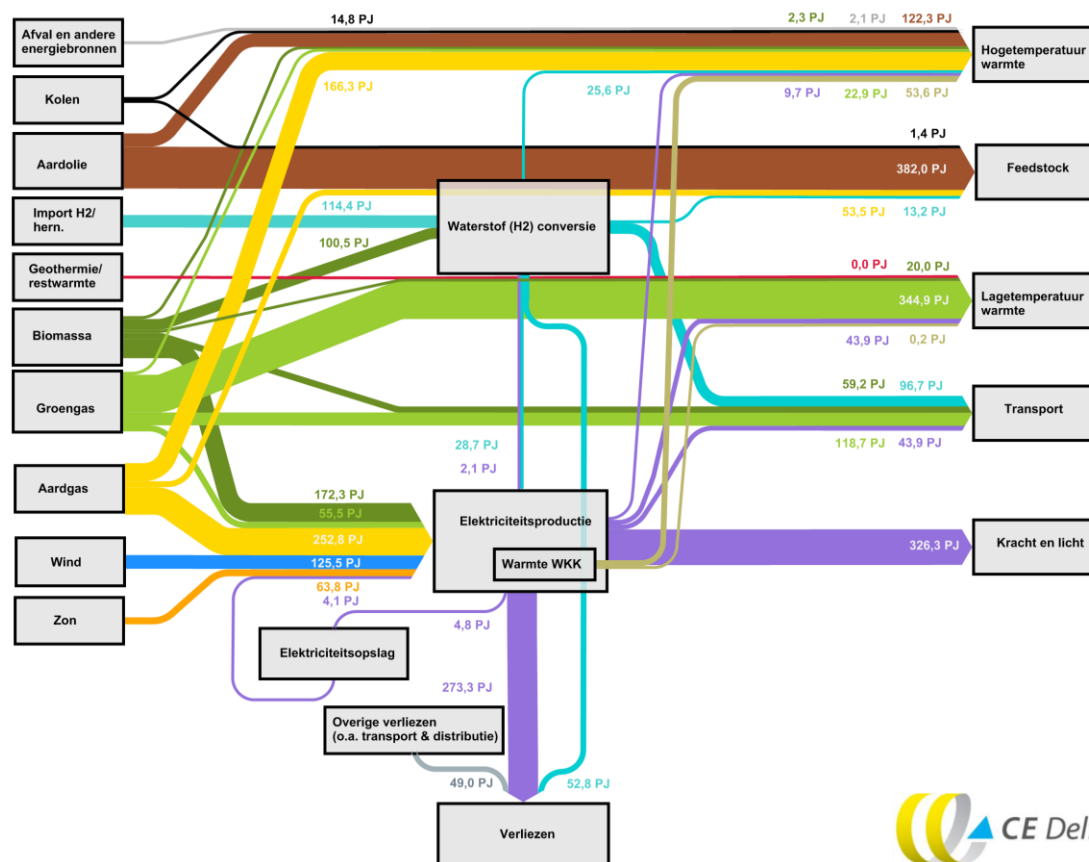 14,8 PJ
2,3 PJ
2,1 PJ
122,3 PJ
Afval en andere
energiebronnen
Hogetemperatuur
warmte
Kolen
166,3 PJ
25,6 PJ
9,7 PJ
22,9 PJ
53,6 PJ
1,4 PJ
Aardolie
382,0 PJ
Feedstock
Import H2/
hern.
114,4 PJ
Waterstof (H2) conversie
53,5 PJ
13,2 PJ
100,5 PJ
Geothermie/
restwarmte
0,0 PJ
20,0 PJ
344,9 PJ
Lagetemperatuur
warmte
Biomassa
43,9 PJ
0,2 PJ
59,2 PJ
96,7 PJ
Groengas
Transport
28,7 PJ
118,7 PJ
43,9 PJ
2,1 PJ
Aardgas
172,3 PJ
55,5 PJ
Elektriciteitsproductie
252,8 PJ
326,3 PJ
Kracht en licht
Wind
125,5 PJ
Warmte WKK
63,8 PJ
4,1 PJ
Zon
4,8 PJ
Elektriciteitsopslag
273,3 PJ
Overige verliezen
(o.a. transport & distributie)
49,0 PJ
52,8 PJ
Verliezen
CE Del